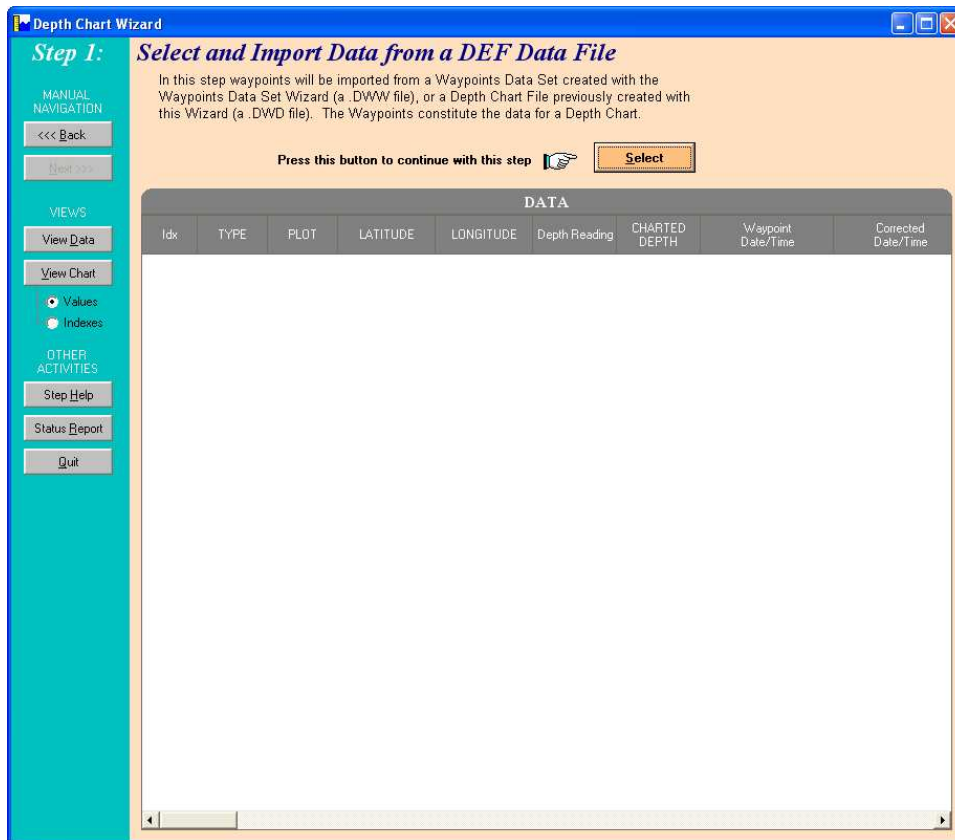 Depth Chart Wizard
Step 1:
MANUAL
NAVIGATION
<<< Back
Next >>>
VIEWS
View Data
View Chart
Values
Indexes
OTHER
ACTIVITIES
Step Help
Status Report
Quit
Select and Import Data from a DEF Data File
In this step waypoints will be imported from a Waypoints Data Set created with the
Waypoints Data Set Wizard (a .DWW file), or a Depth Chart File previously created with
this Wizard (a .DWD file). The Waypoints constitute the data for a Depth Chart.
Press this button to continue with this step
Select
DATA
Idx TYPE PLOT LATITUDE LONGITUDE Depth Reading CHARTED DEPTH Waypoint Date/Time Corrected Date/Time